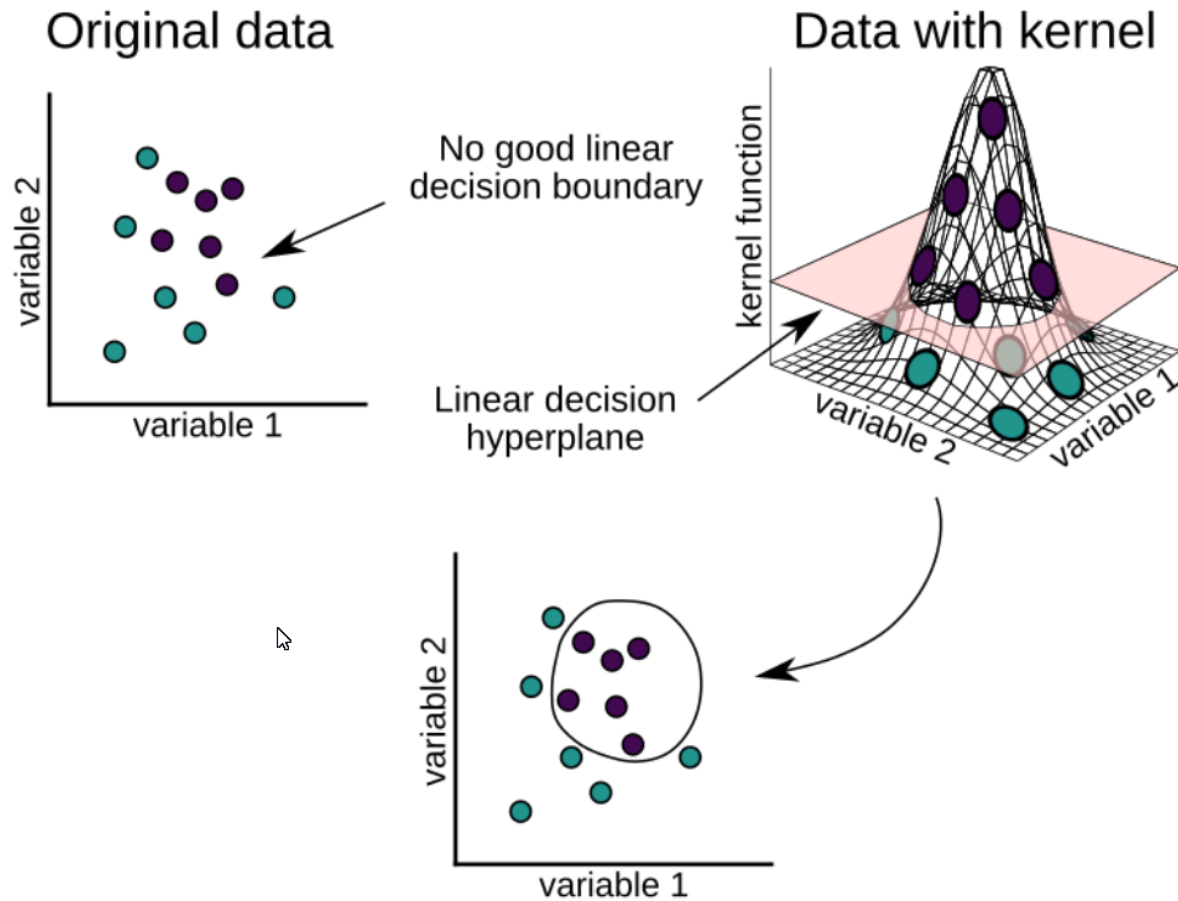 Original data
variable 2
variable 1
No good linear
decision boundary
Data with kernel
kernel function
variable 2
variable 1
Linear decision
hyperplane
variable 2
variable 1